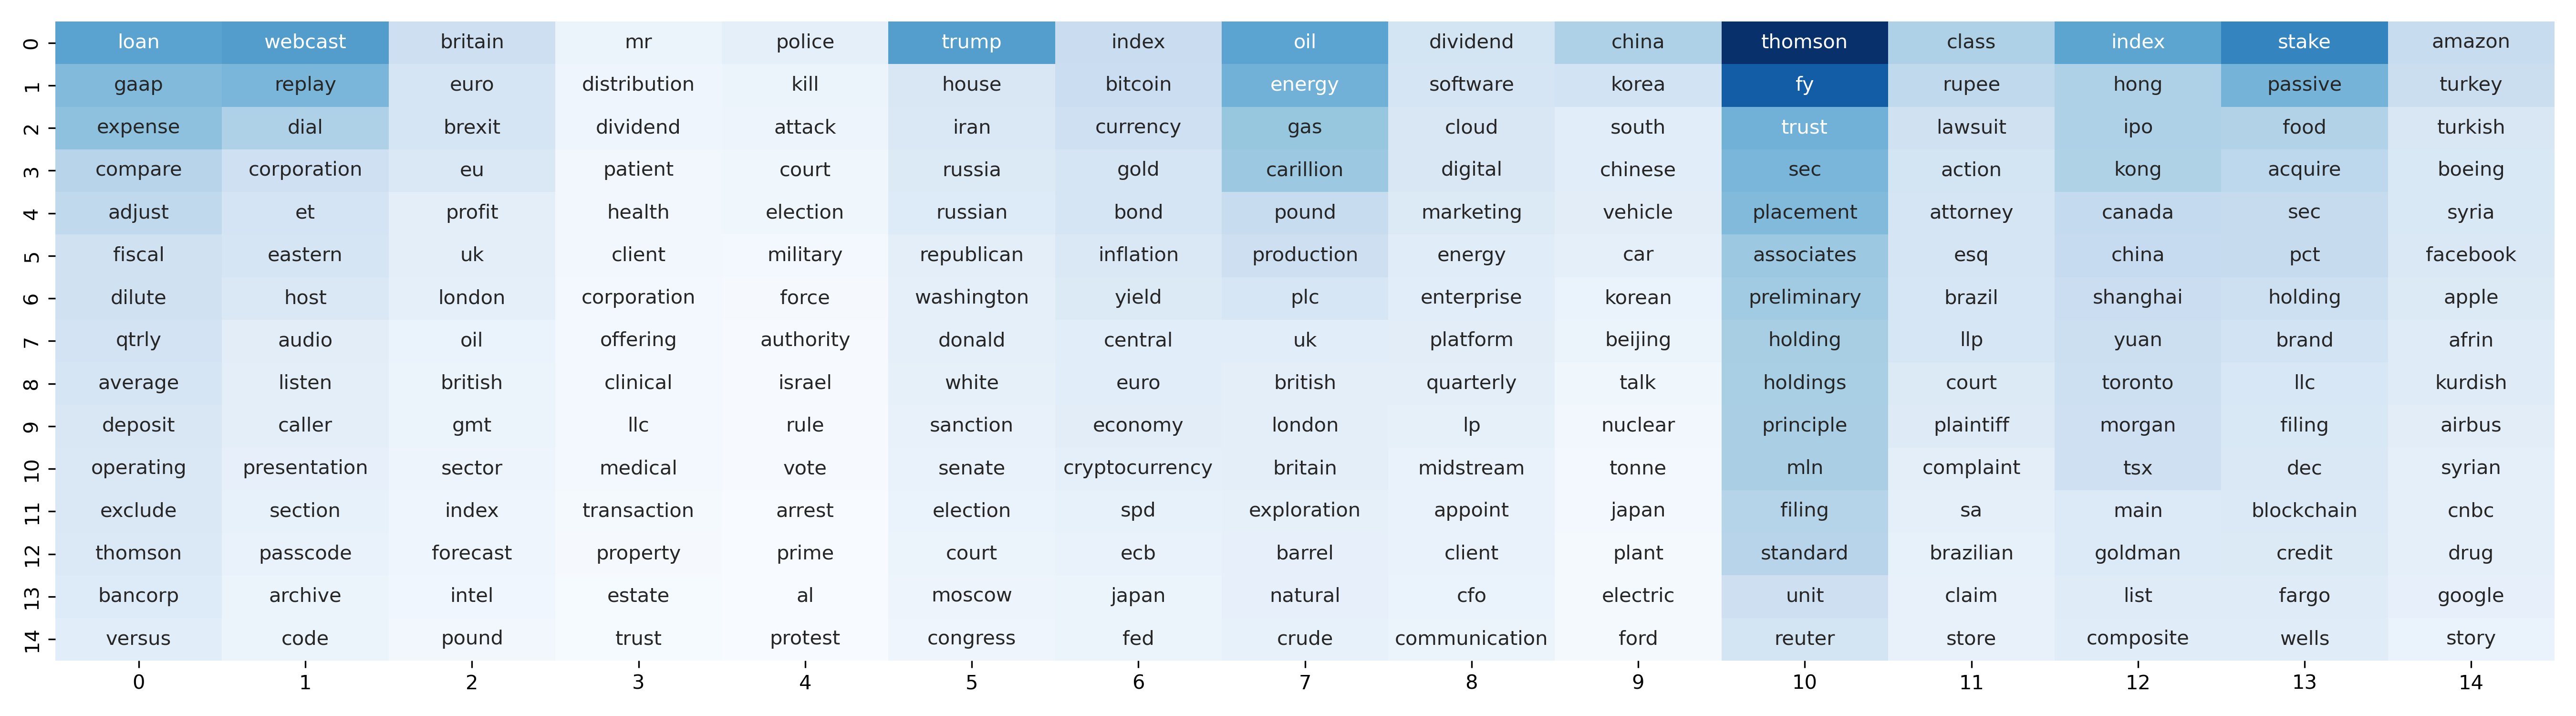 0 loan webcast britain mr police trump index oil dividend china thomson class index stake amazon
1 gaap replay euro distribution kill house bitcoin energy software korea fy rupee hong passive turkey
2 expense dial brexit dividend attack iran currency gas cloud south trust lawsuit ipo food turkish
3 compare corporation eu patient court russia gold carillion digital chinese sec action kong acquire boeing
4 adjust et profit health election russian bond pound marketing vehicle placement attorney canada sec syria
5 fiscal eastern uk client military republican inflation production energy car associates esq china pct facebook
6 dilute host london corporation force washington yield plc enterprise korean preliminary brazil shanghai holding apple
7 qtrly audio oil offering authority donald central uk platform beijing holding llp yuan brand afrin
8 average listen british clinical israel white euro british quarterly talk holdings court toronto llc kurdish
9 deposit caller gmt llc rule sanction economy london lp nuclear principle plaintiff morgan filing airbus
10 operating presentation sector medical vote senate cryptocurrency britain midstream tonne mln complaint tsx dec syrian
11 exclude section index transaction arrest election spd exploration appoint japan filing sa main blockchain cnbc
12 thomson passcode forecast property prime court ecb barrel client plant standard brazilian goldman credit drug
13 bancorp archive intel estate al moscow japan natural cfo electric unit claim list fargo google
14 versus code pound trust protest congress fed crude communication ford reuter store composite wells story
0 1 2 3 4 5 6 7 8 9 10 11 12 13 14